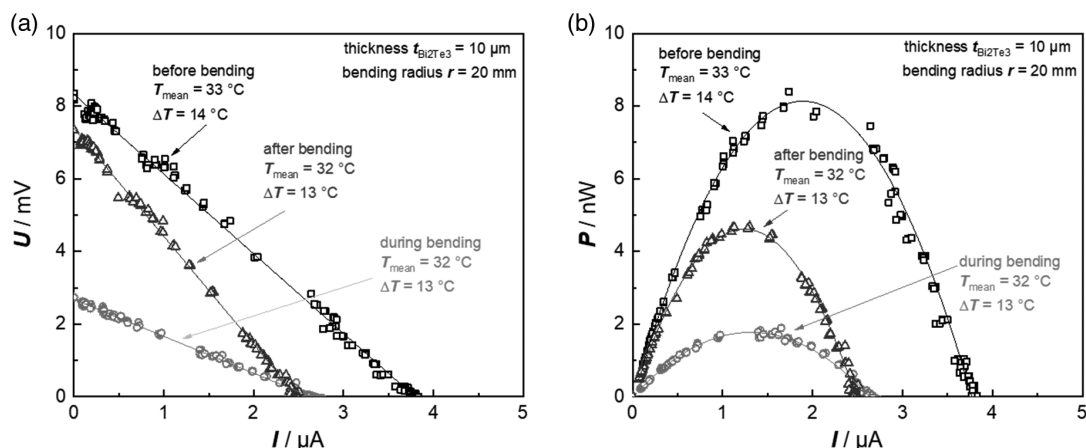 (a)
10
8
6
4
2
0
U / mV
0
1
2
3
4
5
I / µA
thickness tBi2Te3 = 10 µm
bending radius r = 20 mm
before bending
Tmean = 33 °C
ΔT = 14 °C
after bending
Tmean = 32 °C
ΔT = 13 °C
during bending
Tmean = 32 °C
ΔT = 13 °C
(b)
10
8
6
4
2
0
P / nW
0
1
2
3
4
5
I / µA
thickness tBi2Te3 = 10 µm
bending radius r = 20 mm
before bending
Tmean = 33 °C
ΔT = 14 °C
after bending
Tmean = 32 °C
ΔT = 13 °C
during bending
Tmean = 32 °C
ΔT = 13 °C